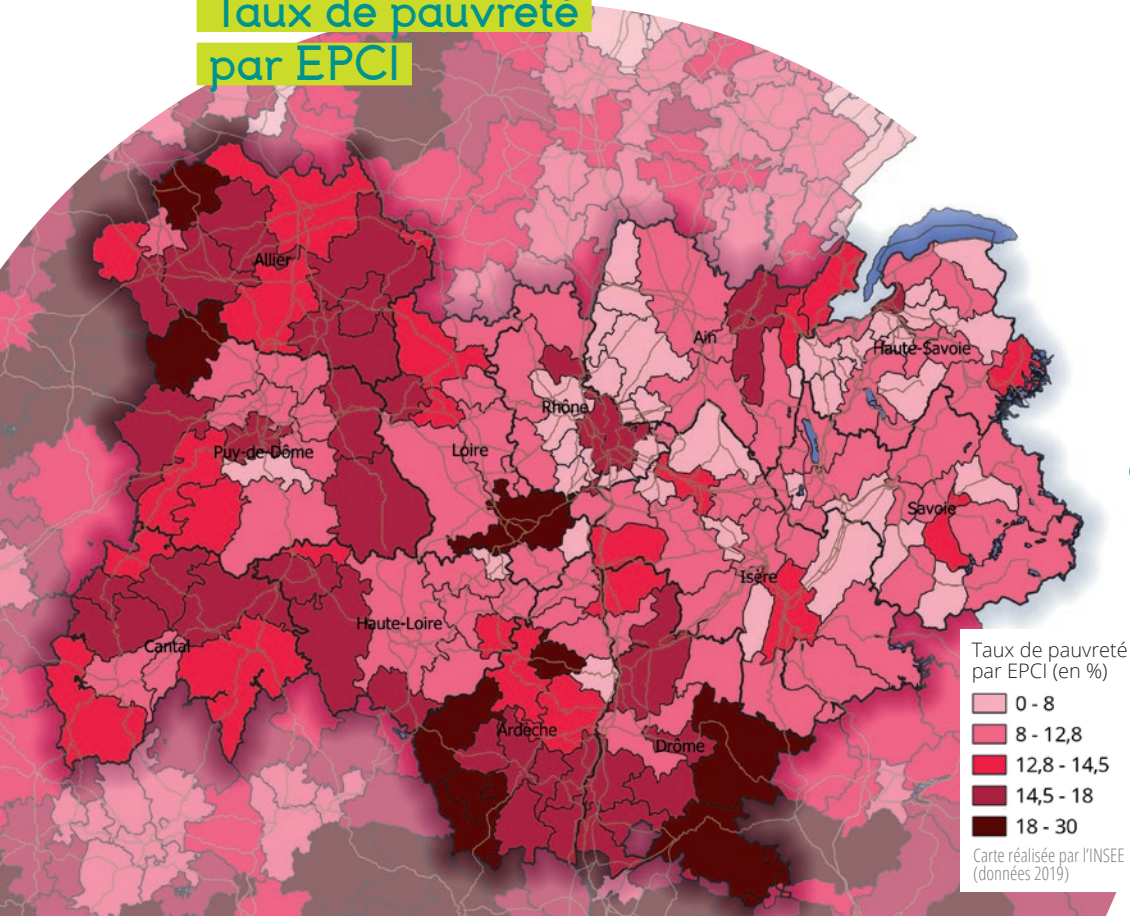 Taux de pauvreté
par EPCI
Allier
Ain
Haute-Savoie
Rhône
Puy-de-Dôme
Loire
Savoie
Isère
Haute-Loire
Cantal
Ardèche
Drôme
Taux de pauvreté
par EPCI (en %)
0 - 8
8 - 12,8
12,8 - 14,5
14,5 - 18
18 - 30
Carte réalisée par l'INSEE
(données 2019)